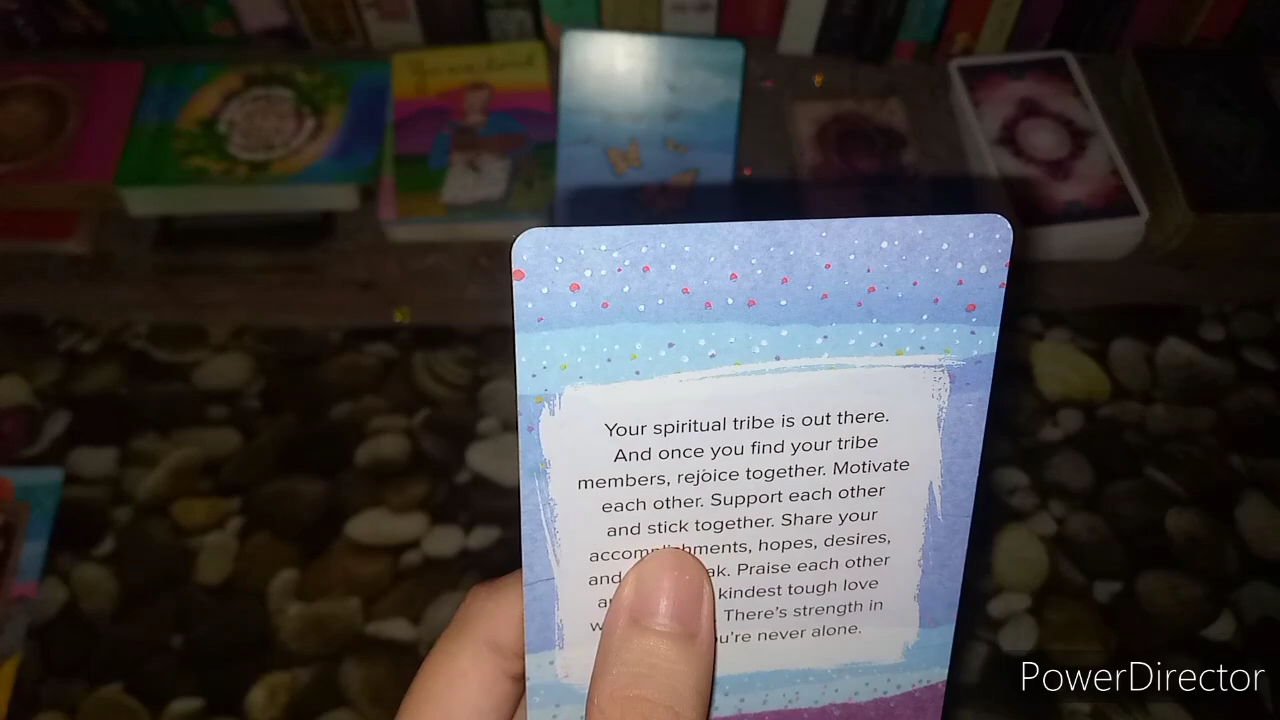 Your spiritual tribe is out there.
And once you find your tribe
members, rejoice together. Motivate
each other. Support each other
and stick together. Share your
accomplishments, hopes, desires,
and ak. Praise each other
kindest tough love
There's strength in
you're never alone.
PowerDirector